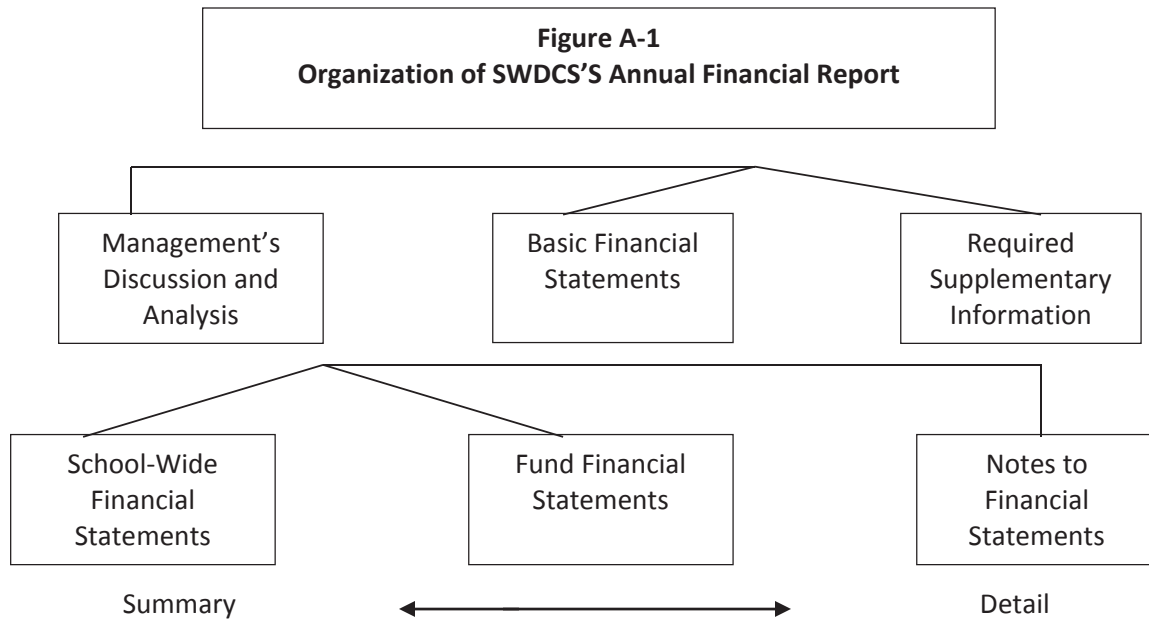 Figure A-1
Organization of SWDCS’S Annual Financial Report
Management’s
Discussion and
Analysis
Basic Financial
Statements
Required
Supplementary
Information
School-Wide
Financial
Statements
Fund Financial
Statements
Notes to
Financial
Statements
Summary
Detail